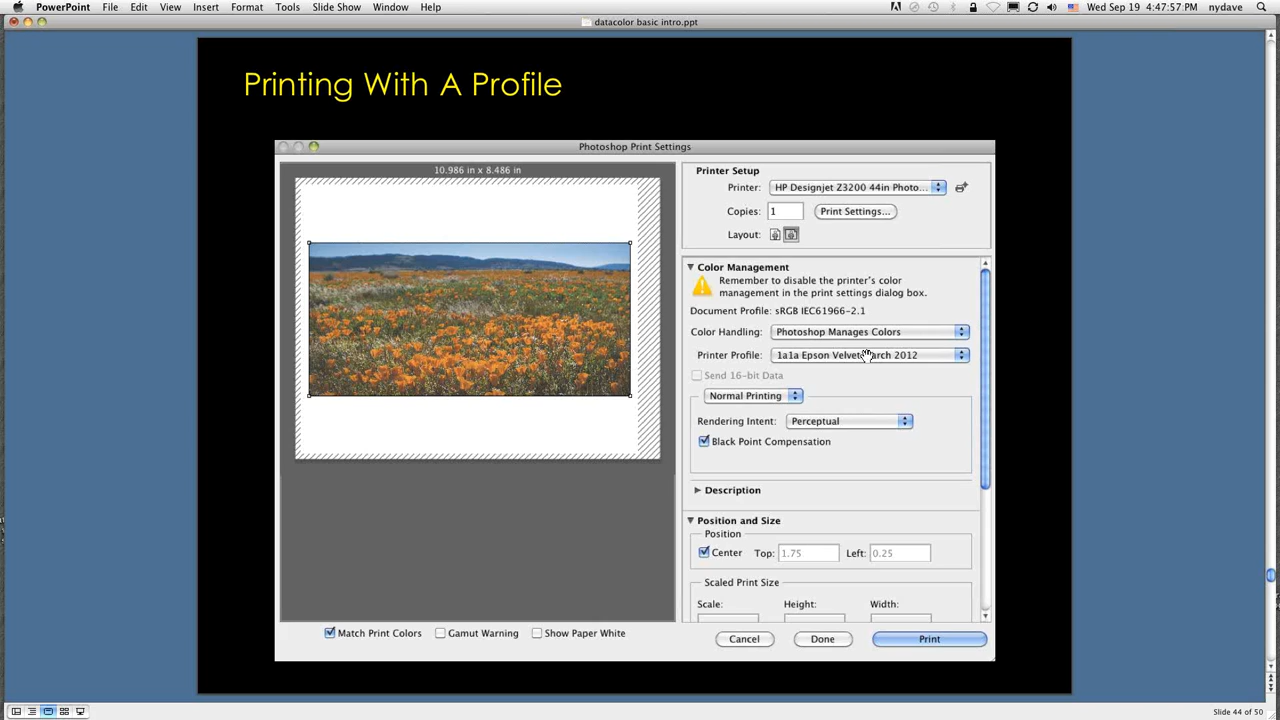 PowerPoint File Edit View Insert Format Tools Slide Show Window Help Wed Sep 19 4:47:57 PM nydave
datacolor basic intro.ppt
Printing With A Profile
Photoshop Print Settings
10.986 in x 8.486 in
Printer Setup
Printer: HP Designjet Z3200 44in Photo...
Copies: 1 Print Settings...
Layout:
Color Management
Remember to disable the printer's color
management in the print settings dialog box.
Document Profile: sRGB IEC61966-2.1
Color Handling: Photoshop Manages Colors
Printer Profile: 1a1a Epson Velvet March 2012
Send 16-bit Data
Normal Printing
Rendering Intent: Perceptual
Black Point Compensation
Description
Position and Size
Position
Center Top: 1.75 Left: 0.25
Scaled Print Size
Scale: Height: Width:
Match Print Colors Gamut Warning Show Paper White Cancel Done Print
Slide 44 of 50